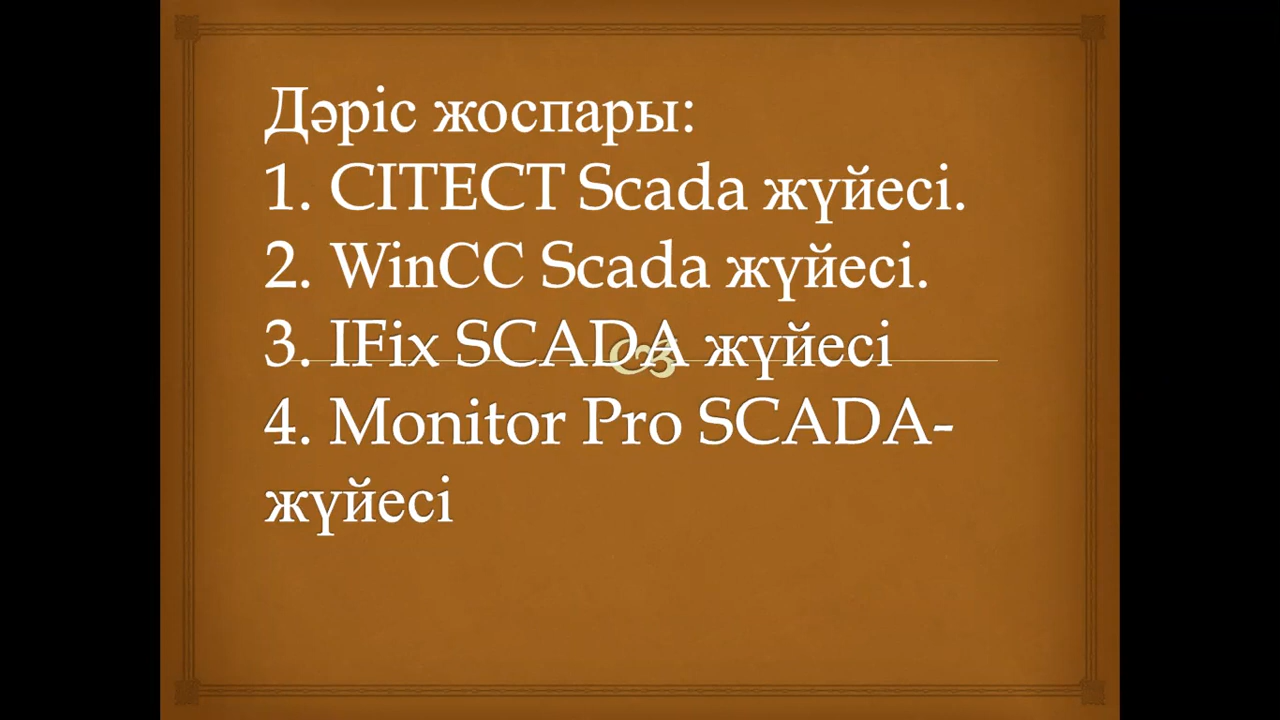 Дәріс жоспары:
1. CITECT Scada жүйесі.
2. WinCC Scada жүйесі.
3. IFix SCADA жүйесі
4. Monitor Pro SCADA-
жүйесі